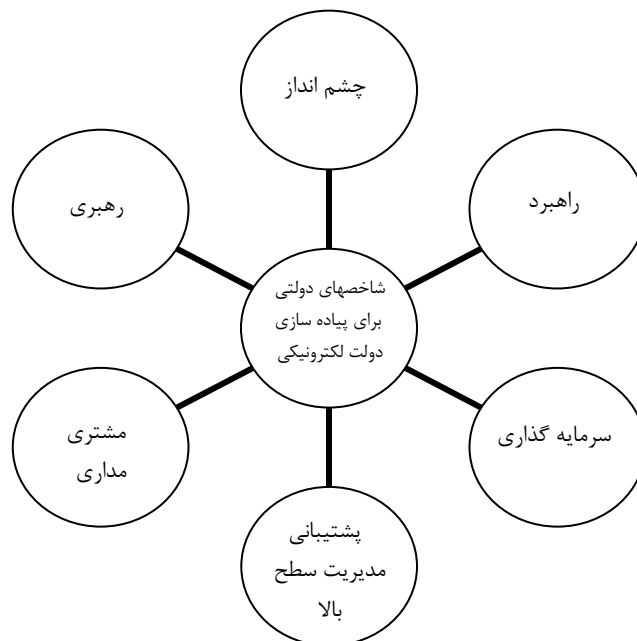 چشم انداز
راهبرد
رهبری
شاخصهای دولتی
برای پیاده سازی
دولت لکترونیکی
سرمایه گذاری
مشتری
مداری
پشتیبانی
مدیریت سطح
بالا